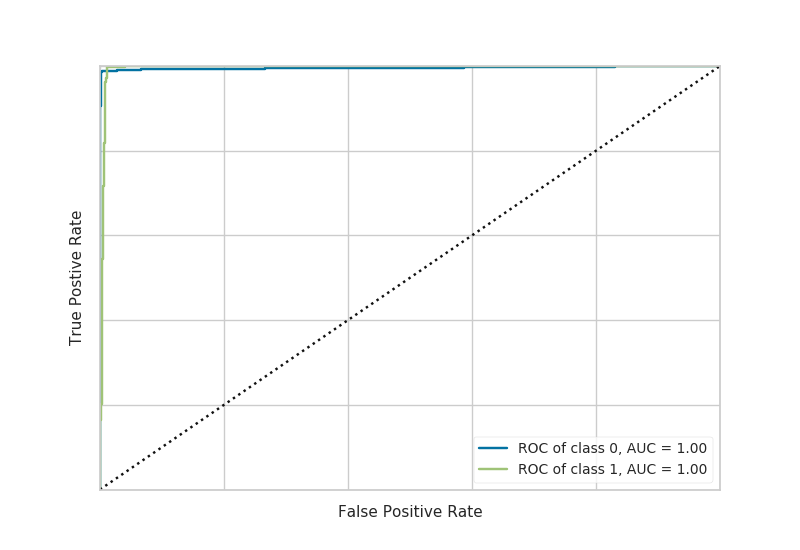 True Postive Rate
ROC of class 0, AUC = 1.00
ROC of class 1, AUC = 1.00
False Positive Rate